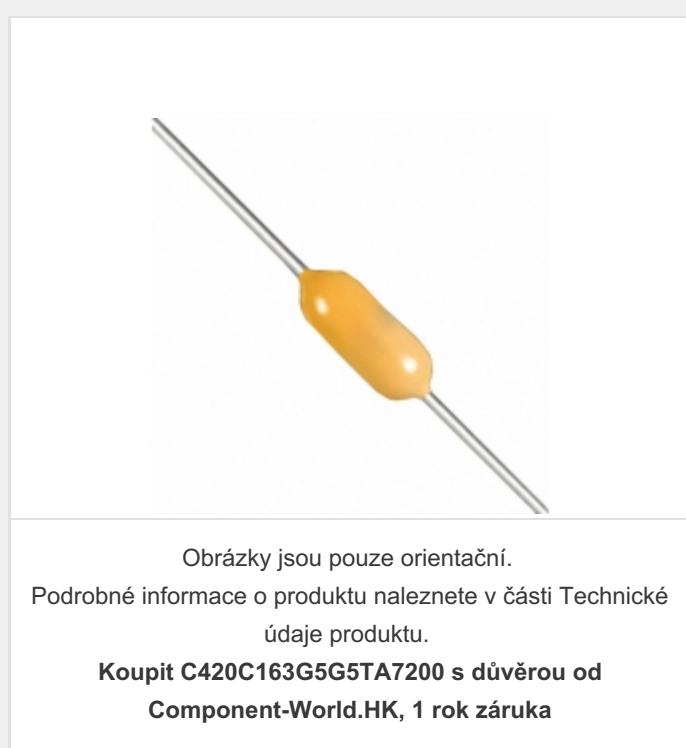 Obrázky jsou pouze orientační.
Podrobné informace o produktu naleznete v části Technické
údaje produktu.
Koupit C420C163G5G5TA7200 s důvěrou od
Component-World.HK, 1 rok záruka